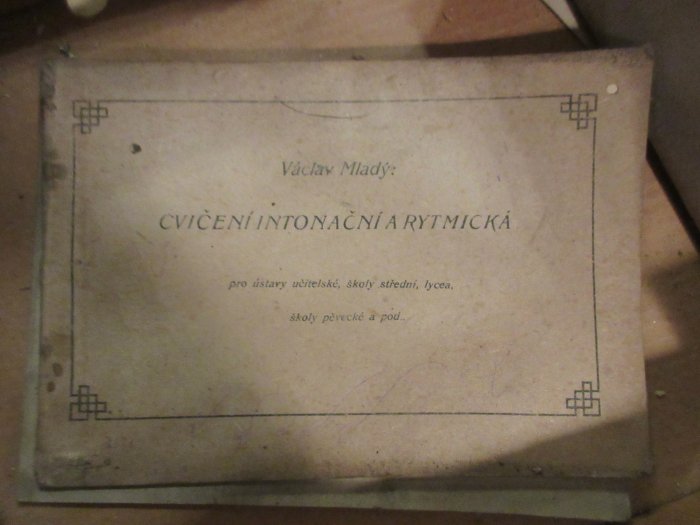 Václav Mladý:
CVIČENÍ INTONAČNÍ A RYTMICKÁ
pro ústavy učitelské, školy střední, lycea,
školy pěvecké a pod..